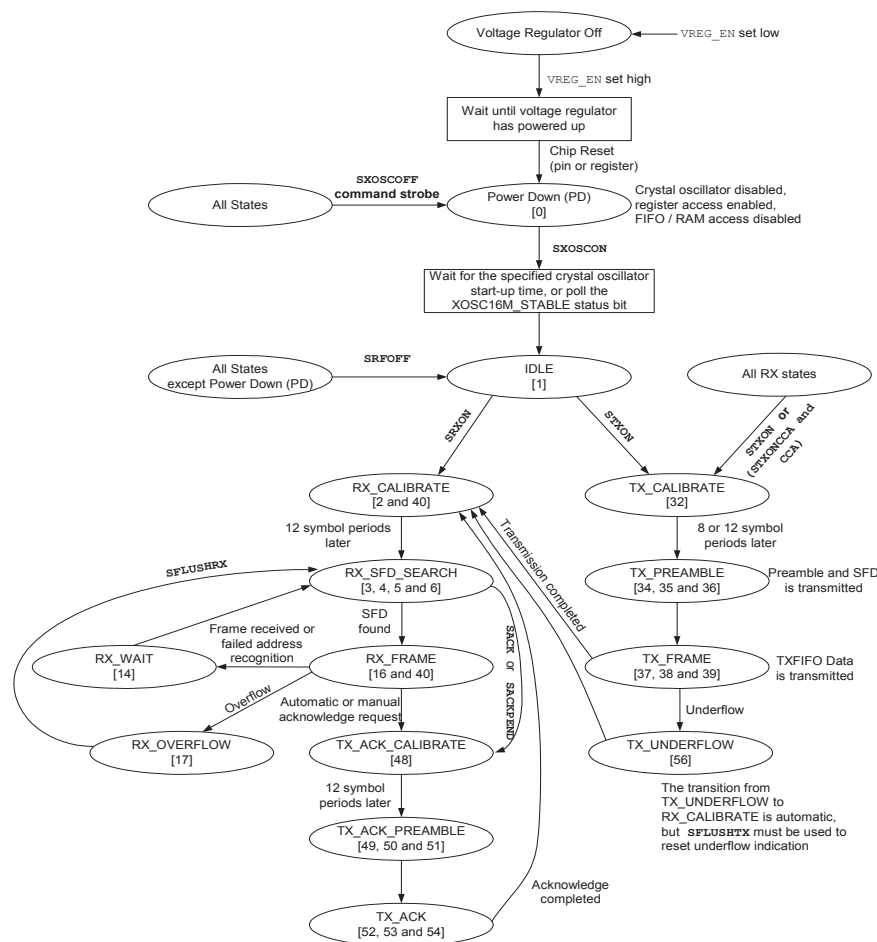 Voltage Regulator Off
VREG_EN set low
VREG_EN set high
Wait until voltage regulator
has powered up
Chip Reset
(pin or register)
SXOSCOFF
command strobe
All States
Power Down (PD)
[0]
Crystal oscillator disabled,
register access enabled,
FIFO / RAM access disabled
SXOSCON
Wait for the specified crystal oscillator
start-up time, or poll the
XOSC16M_STABLE status bit
All States
except Power Down (PD)
SRFOFF
IDLE
[1]
All RX states
SRXON
STXON
STXON or
(STXONCCA and
CCA)
RX_CALIBRATE
[2 and 40]
TX_CALIBRATE
[32]
12 symbol periods
later
Transmission completed
8 or 12 symbol
periods later
SFLUSHRX
RX_SFD_SEARCH
[3, 4, 5 and 6]
TX_PREAMBLE
[34, 35 and 36]
Preamble and SFD
is transmitted
SFD
found
Frame received or
failed address
recognition
SACK or SACKPEND
RX_WAIT
[14]
RX_FRAME
[16 and 40]
TX_FRAME
[37, 38 and 39]
TXFIFO Data
is transmitted
Overflow
Automatic or manual
acknowledge request
Underflow
RX_OVERFLOW
[17]
TX_ACK_CALIBRATE
[48]
TX_UNDERFLOW
[56]
12 symbol
periods later
The transition from
TX_UNDERFLOW to
RX_CALIBRATE is automatic,
but SFLUSHTX must be used to
reset underflow indication
TX_ACK_PREAMBLE
[49, 50 and 51]
Acknowledge
completed
TX_ACK
[52, 53 and 54]